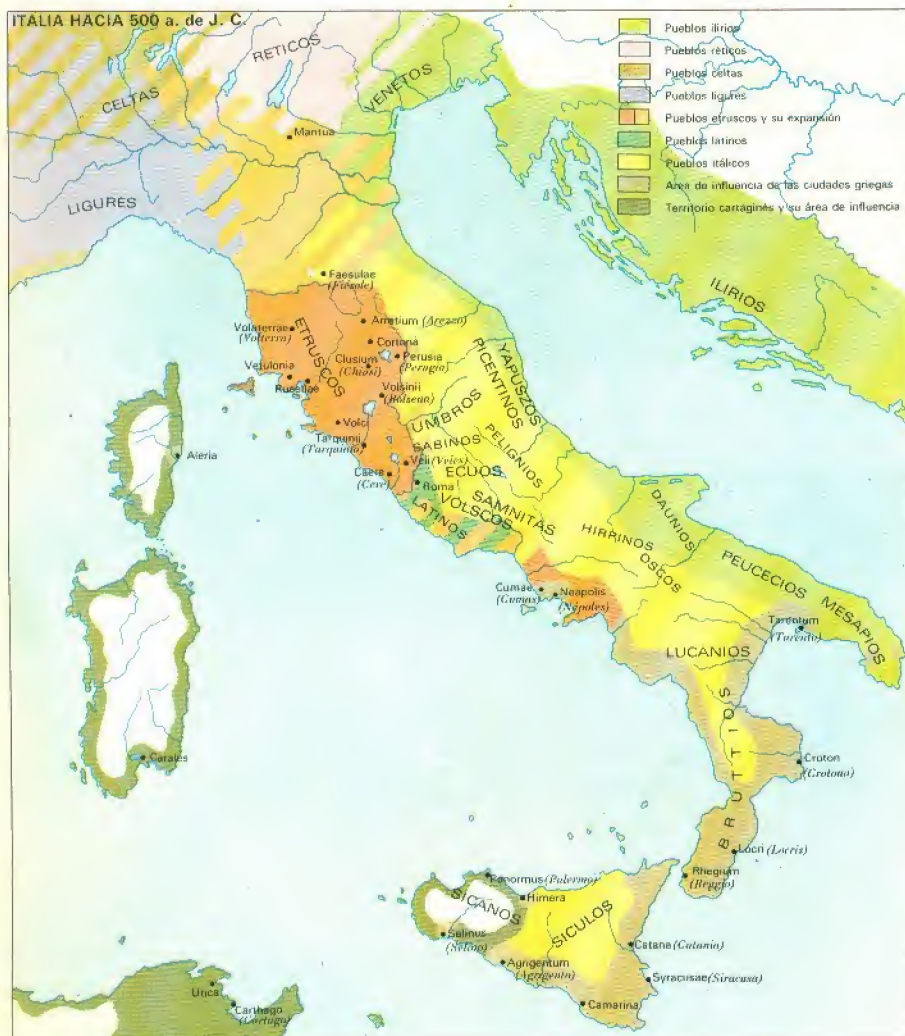 ITALIA HACIA 500 a. de J. C.
Pueblos ilirios
Pueblos réticos
Pueblos celtas
Pueblos ligures
Pueblos etruscos y su expansión
Pueblos latinos
Pueblos itálicos
Area de influencia de las ciudades griegas
Territorio cartaginés y su área de influencia
RETICOS
CELTAS
VENETOS
Mantua
LIGURES
ILIRIOS
Faesulae
(Fiésole)
ETRUSCOS
Volaterrae
(Volterra)
Arretium (Arezzo)
Cortona
Clusium
(Chiusi)
Perusia
(Perugia)
Vetulonia
Rusellae
Volsinii
(Bolsena)
Volci
Tarquinii
(Tarquinia)
Veii (Veies)
Caere
(Cere)
Roma
Aleria
PICENTINOS
YAPUSZOS
UMBROS
SABINOS
PELIGNIOS
ECUOS
LATINOS
VOLSCOS
SAMNITAS
HIRRINOS
DAUNIOS
OSCOS
PEUCECIOS
MESAPIOS
Cumae
(Cumas)
Neapolis
(Nápoles)
Tarentum
(Tarento)
LUCANIOS
BRUTTIOS
Croton
(Crotona)
Carales
Locri (Locris)
Rhegium
(Reggio)
Panormus (Palermo)
SICANOS
Himera
SICULOS
Selinus
(Selino)
Agrigentum
(Agrigento)
Catana (Catania)
Syracusae (Siracusa)
Camarina
Utica
Carthago
(Cartago)